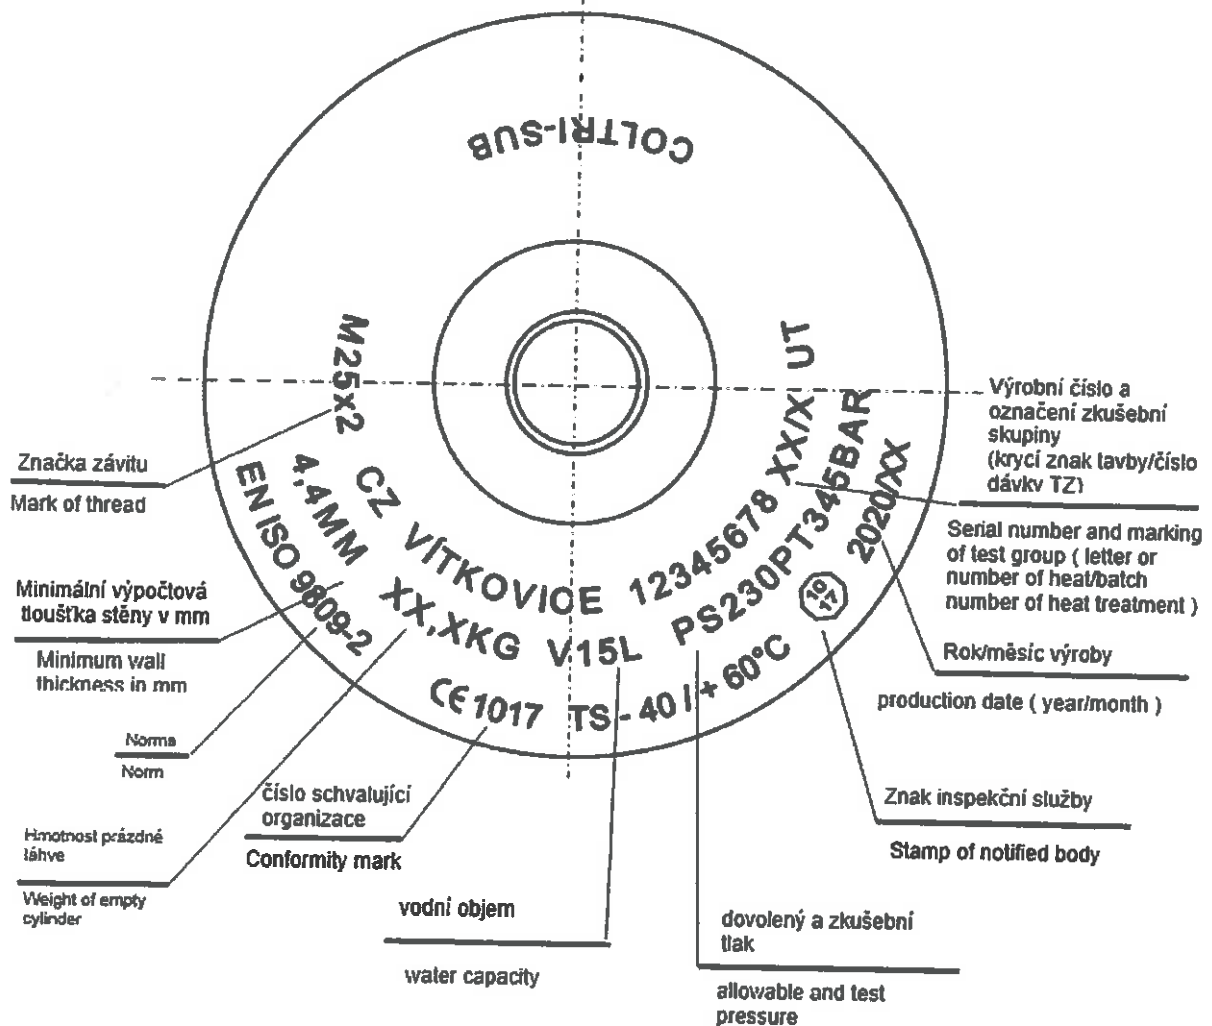 COLTRI-SUB
M25x2 CZ VÍTKOVICE 12345678 XX/X UT
4,4MM XX,XKG V15L PS230PT345BAR
EN ISO 9809-2 CE1017 TS - 40 / + 60°C 10 17 2020/XX
Značka závitu
Mark of thread
Minimální výpočtová
tloušťka stěny v mm
Minimum wall
thickness in mm
Norma
Norm
Hmotnost prázdné
láhve
Weight of empty
cylinder
číslo schvalující
organizace
Conformity mark
vodní objem
water capacity
dovolený a zkušební
tlak
allowable and test
pressure
Znak inspekční služby
Stamp of notified body
Rok/měsíc výroby
production date ( year/month )
Výrobní číslo a
označení zkušební
skupiny
(krycí znak tavby/číslo
dávky TZ)
Serial number and marking
of test group ( letter or
number of heat/batch
number of heat treatment )